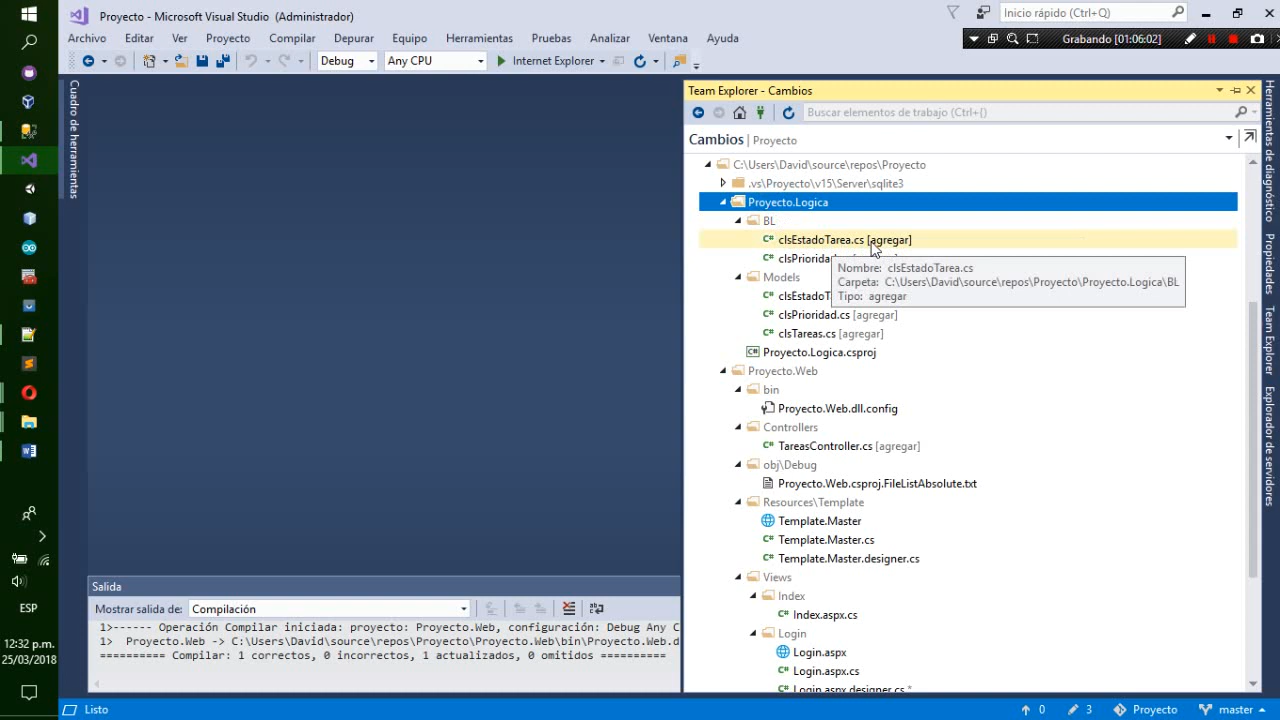 Proyecto - Microsoft Visual Studio (Administrador)
Inicio rápido (Ctrl+Q)
Archivo Editar Ver Proyecto Compilar Depurar Equipo Herramientas Pruebas Analizar Ventana Ayuda
Grabando [01:06:02]
Debug Any CPU Internet Explorer
Cuadro de herramientas
Team Explorer - Cambios
Buscar elementos de trabajo (Ctrl+{)
Cambios | Proyecto
C:\Users\David\source\repos\Proyecto
.vs\Proyecto\v15\Server\sqlite3
Proyecto.Logica
BL
clsEstadoTarea.cs [agregar]
clsPrioridad
Nombre: clsEstadoTarea.cs
Carpeta: C:\Users\David\source\repos\Proyecto\Proyecto.Logica\BL
Tipo: agregar
Models
clsEstadoT
clsPrioridad.cs [agregar]
clsTareas.cs [agregar]
Proyecto.Logica.csproj
Proyecto.Web
bin
Proyecto.Web.dll.config
Controllers
TareasController.cs [agregar]
obj\Debug
Proyecto.Web.csproj.FileListAbsolute.txt
Resources\Template
Template.Master
Template.Master.cs
Template.Master.designer.cs
Views
Index
Index.aspx.cs
Login
Login.aspx
Login.aspx.cs
Login.aspx.designer.cs *
Herramientas de diagnóstico
Propiedades
Team Explorer
Explorador de servidores
Salida
Mostrar salida de: Compilación
1>------ Operación Compilar iniciada: proyecto: Proyecto.Web, configuración: Debug Any C
1> Proyecto.Web -> C:\Users\David\source\repos\Proyecto\Proyecto.Web\bin\Proyecto.Web.d
========== Compilar: 1 correctos, 0 incorrectos, 1 actualizados, 0 omitidos ==========
ESP
12:32 p.m.
25/03/2018
Listo
0 3 Proyecto master